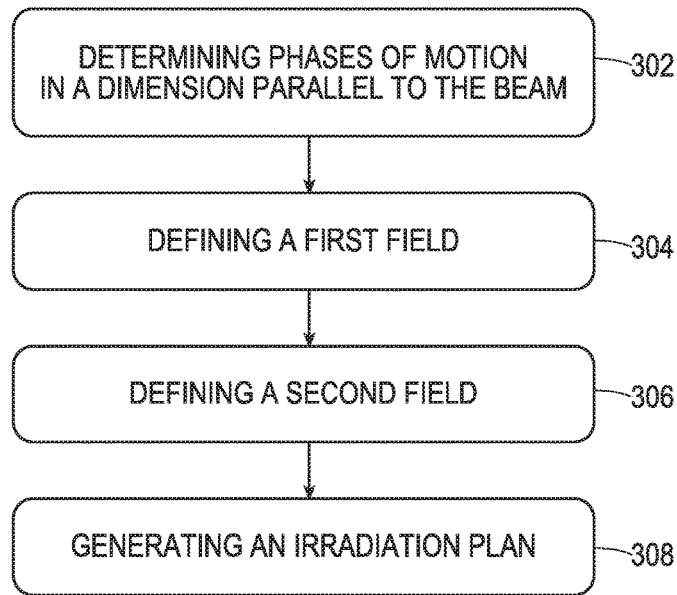 DETERMINING PHASES OF MOTION
IN A DIMENSION PARALLEL TO THE BEAM
302
DEFINING A FIRST FIELD
304
DEFINING A SECOND FIELD
306
GENERATING AN IRRADIATION PLAN
308